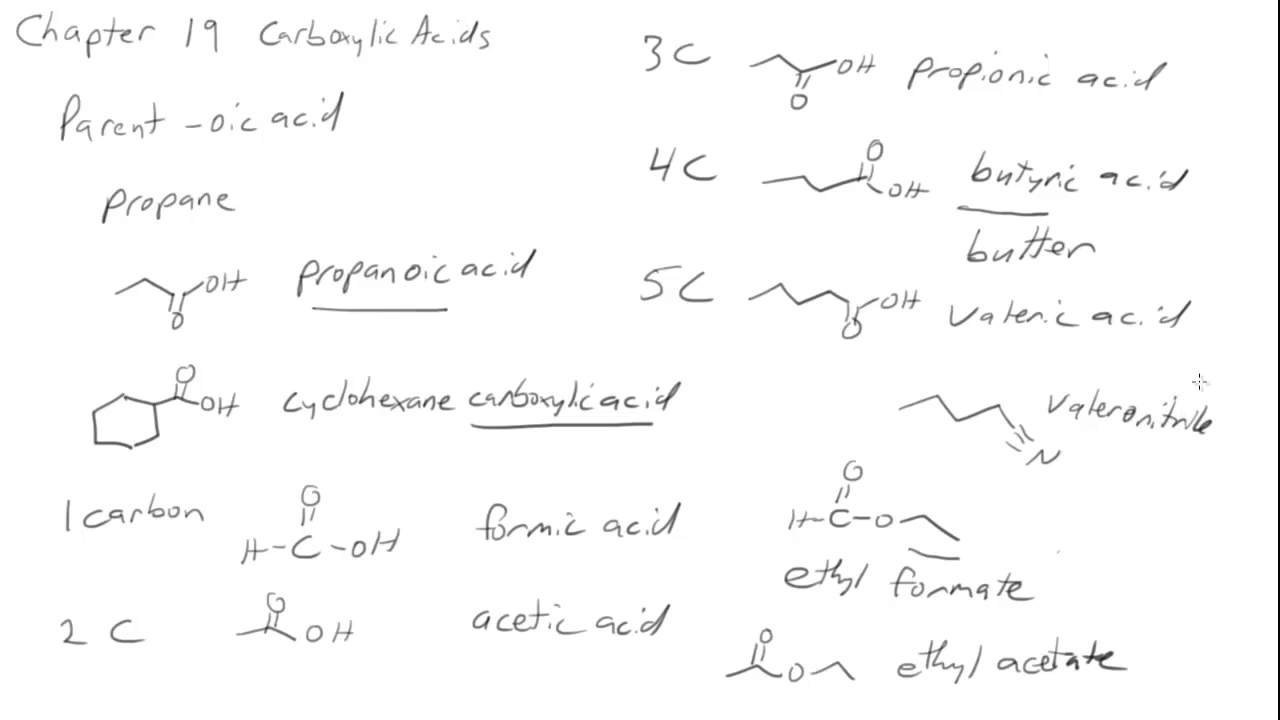 Chapter 19 Carboxylic Acids
Parent -oic acid
Propane
OH
O
propanoic acid
O
OH
cyclohexane carboxylic acid
1 carbon
O
H-C-OH
formic acid
2 C
O
OH
acetic acid
3C
OH
O
propionic acid
4C
O
OH
butyric acid
butter
5C
OH
O
valeric acid
N
valeronitrile
O
H-C-O
ethyl formate
O
O
ethyl acetate